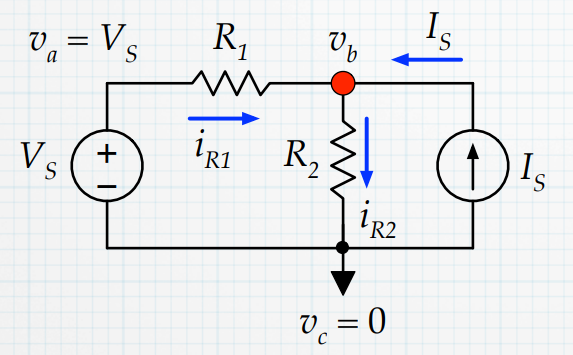 v_a = V_S
R_1
v_b
I_S
i_R1
V_S
+
−
R_2
I_S
i_R2
v_c = 0